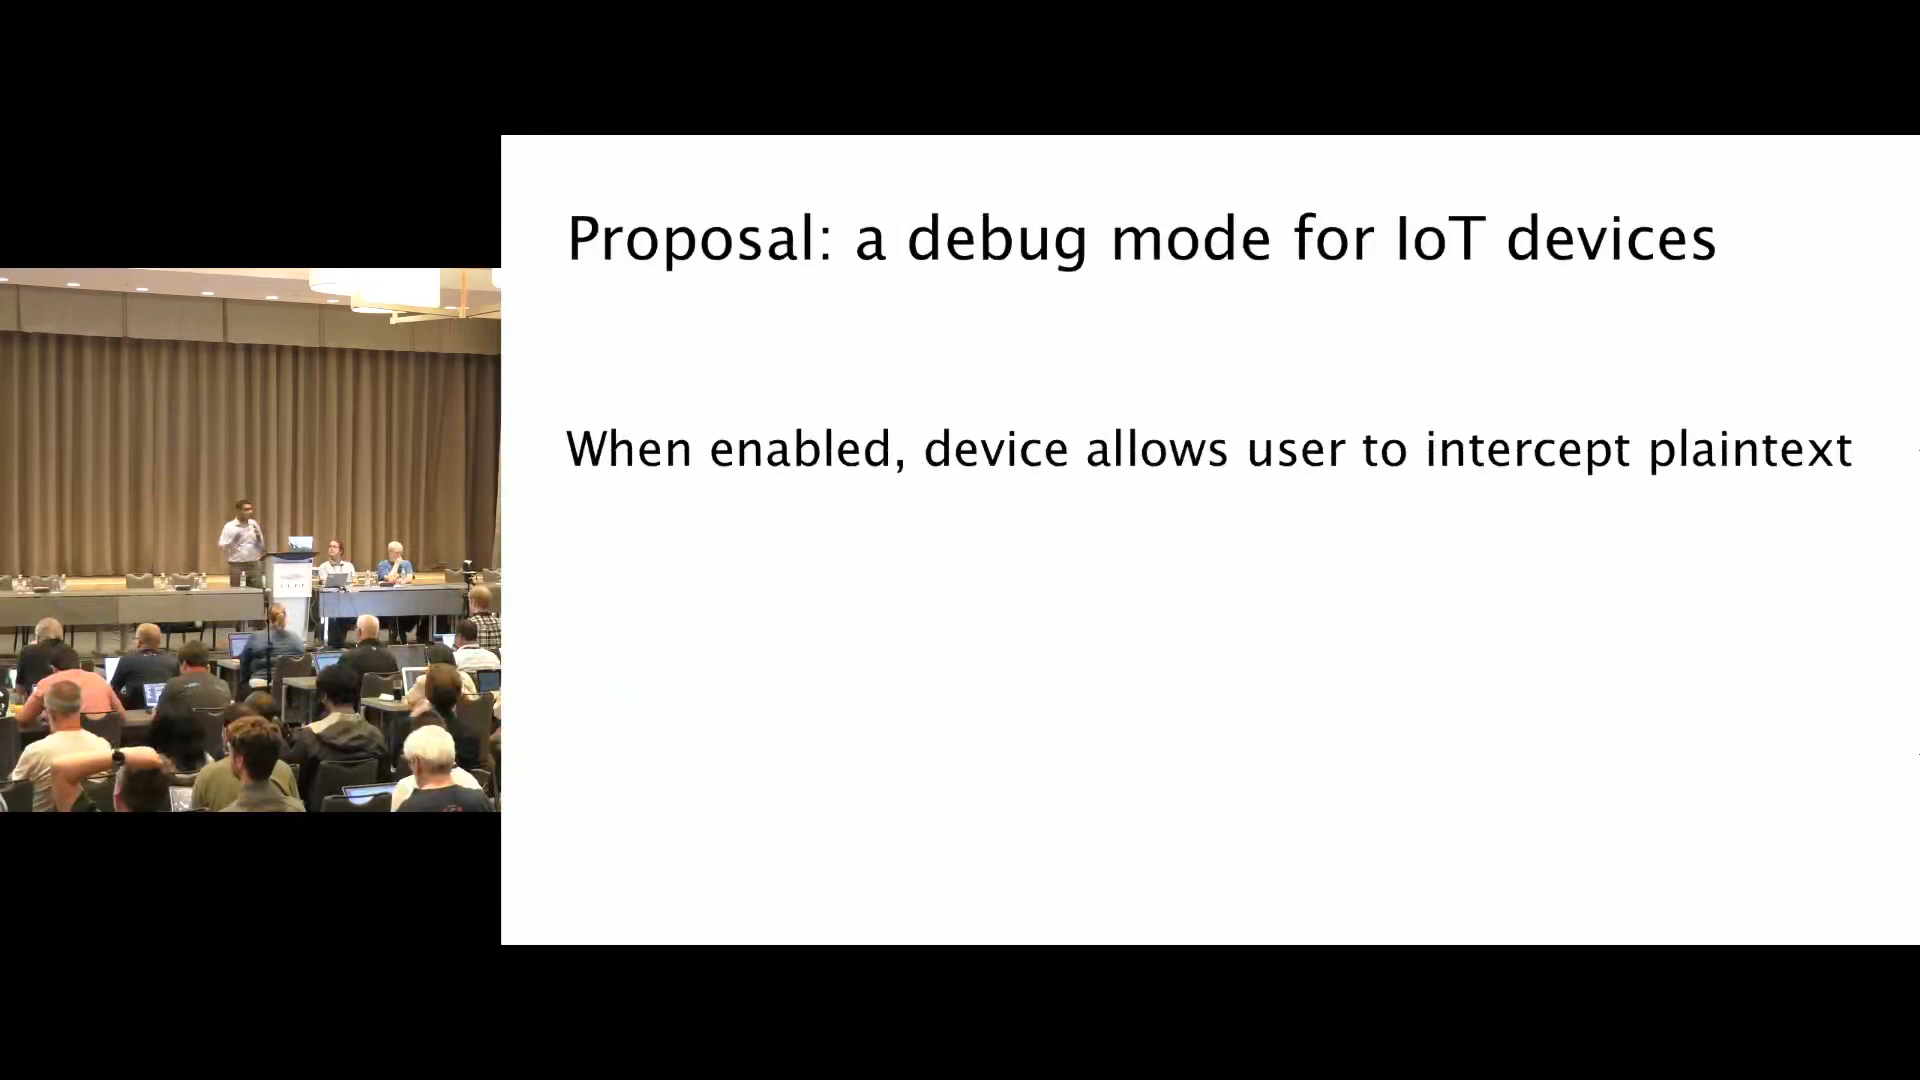 Proposal: a debug mode for IoT devices
When enabled, device allows user to intercept plaintext